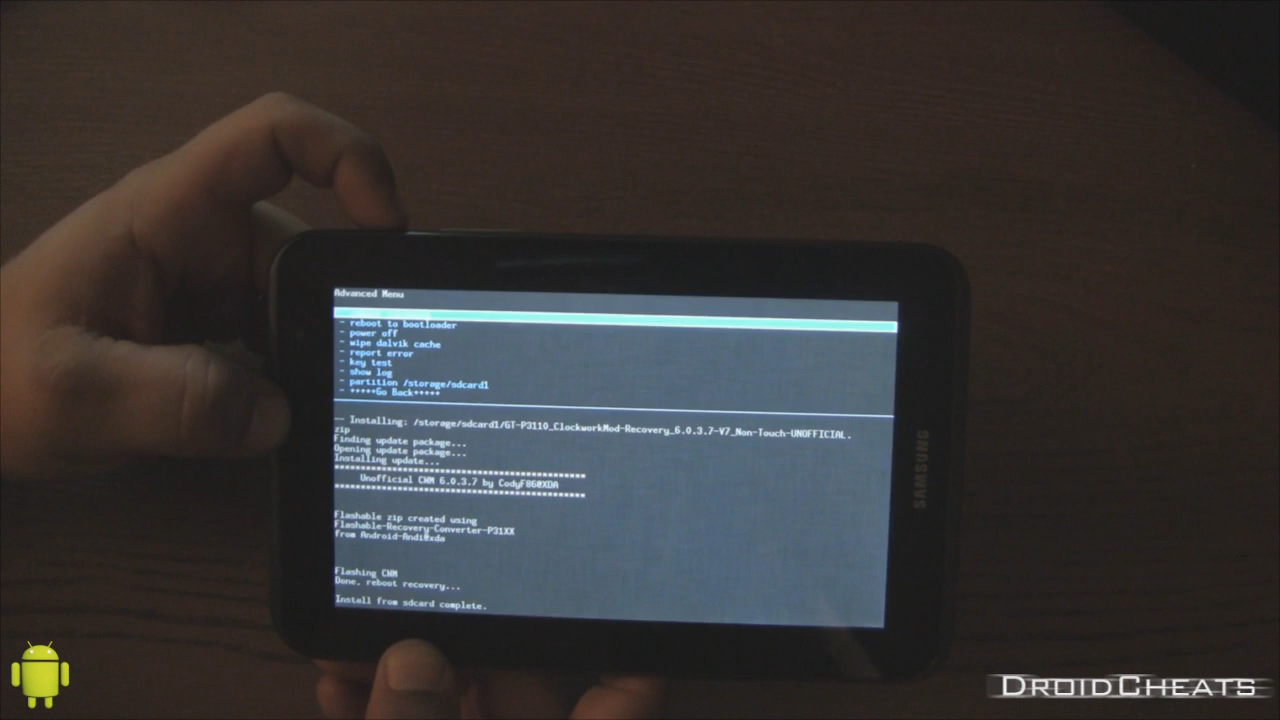 Advanced Menu
- reboot to bootloader
- power off
- wipe dalvik cache
- report error
- key test
- show log
- partition /storage/sdcard1
- *****Go Back*****
-- Installing: /storage/sdcard1/GT-P3110_ClockworkMod-Recovery_6.0.3.7-V7_Non-Touch-UNOFFICIAL.
zip
Finding update package...
Opening update package...
Installing update...
Unofficial CWM 6.0.3.7 by CodyF86@XDA
Flashable zip created using
Flashable-Recovery-Converter-P31XX
from Android-Andi@xda
Flashing CWM
Done. reboot recovery...
Install from sdcard complete.
SAMSUNG
DROIDCHEATS